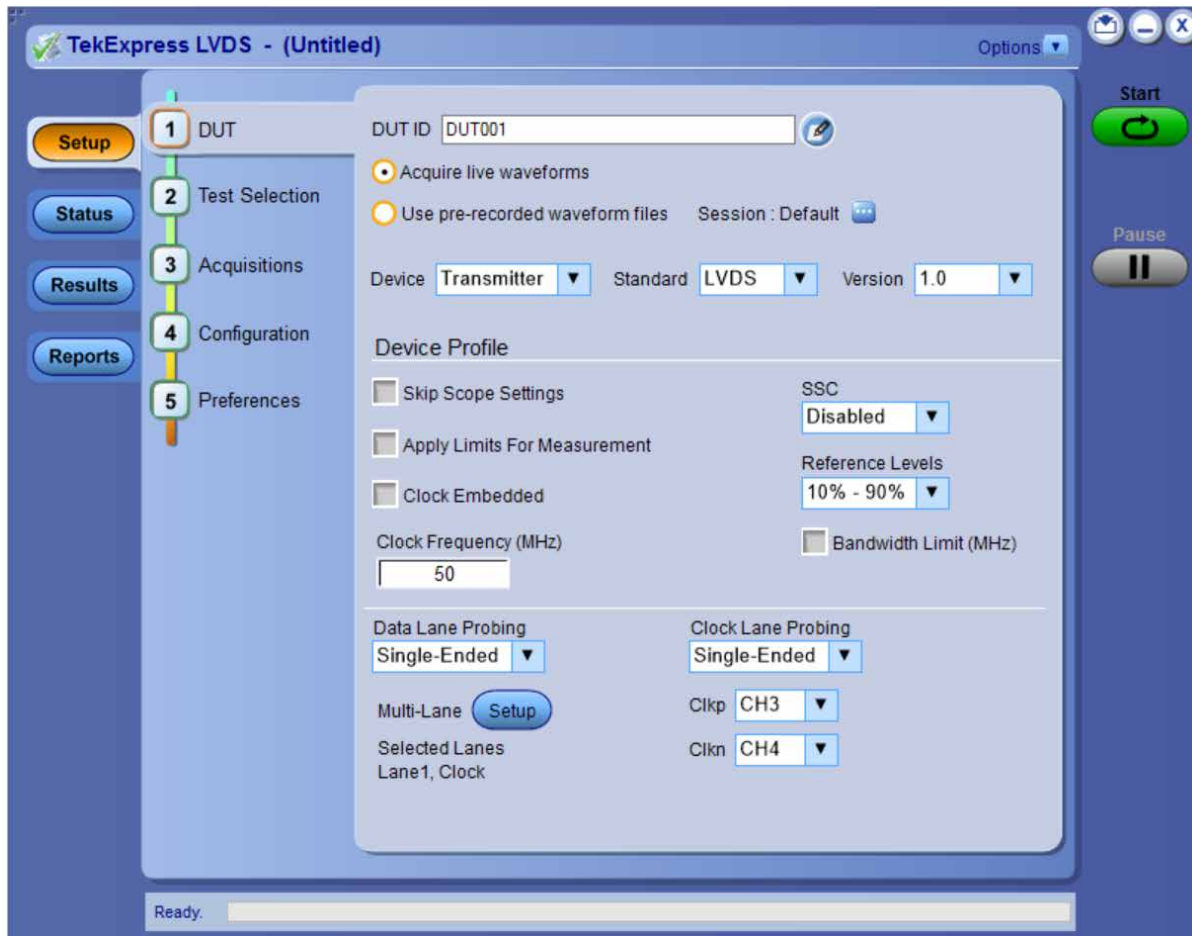 TekExpress LVDS - (Untitled)
Options
X
Start
Pause
Setup
Status
Results
Reports
1 DUT
2 Test Selection
3 Acquisitions
4 Configuration
5 Preferences
DUT ID DUT001
Acquire live waveforms
Use pre-recorded waveform files Session : Default
Device Transmitter Standard LVDS Version 1.0
Device Profile
Skip Scope Settings
Apply Limits For Measurement
Clock Embedded
Clock Frequency (MHz)
50
SSC
Disabled
Reference Levels
10% - 90%
Bandwidth Limit (MHz)
Data Lane Probing
Single-Ended
Multi-Lane Setup
Selected Lanes
Lane1, Clock
Clock Lane Probing
Single-Ended
Clkp CH3
Clkn CH4
Ready.